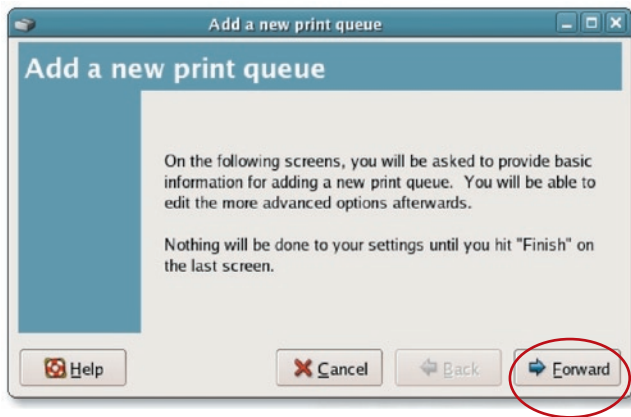 Add a new print queue
Add a new print queue
On the following screens, you will be asked to provide basic
information for adding a new print queue. You will be able to
edit the more advanced options afterwards.
Nothing will be done to your settings until you hit "Finish" on
the last screen.
Help
Cancel
Back
Forward